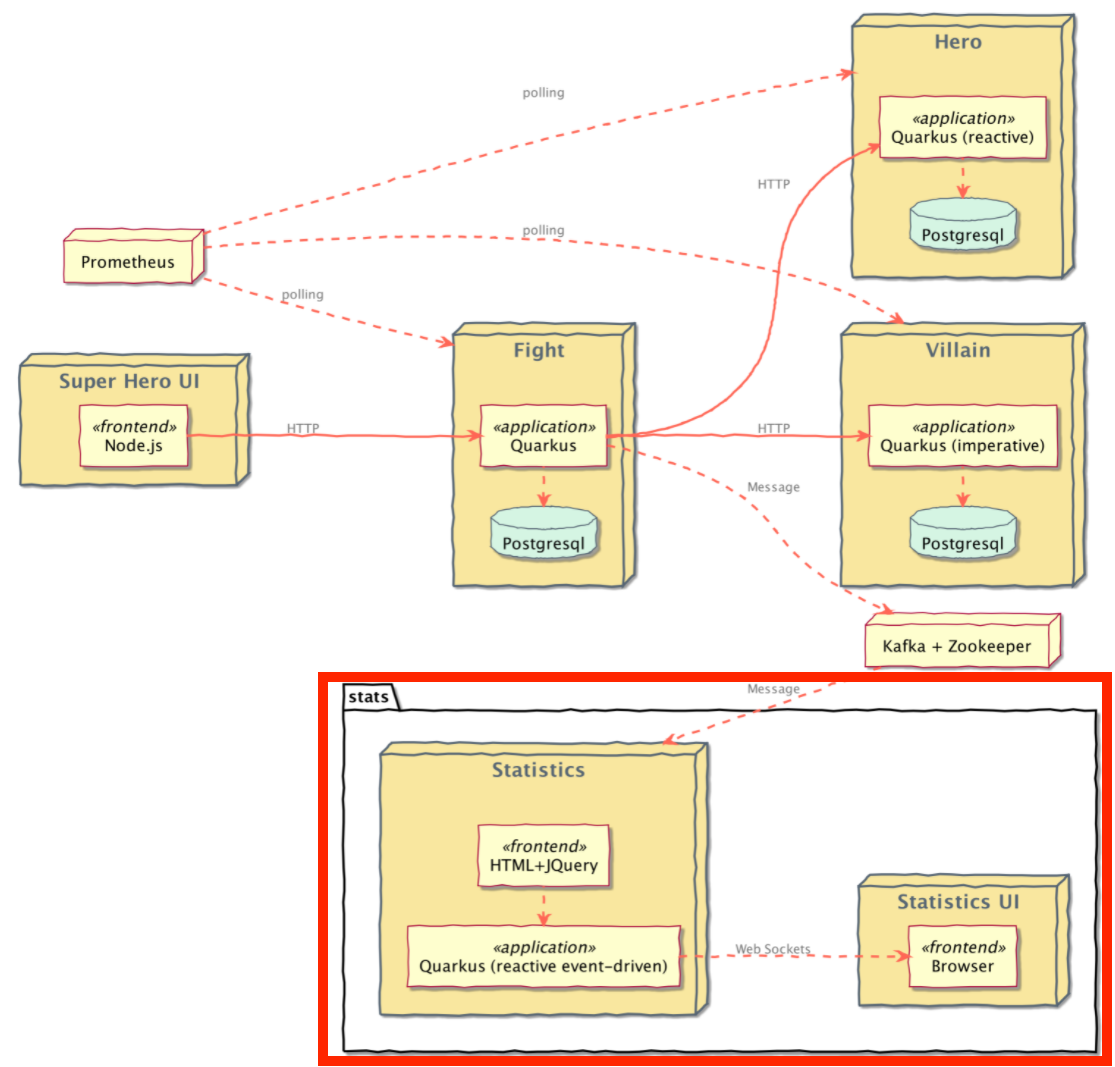 Hero
polling
«application»
Quarkus (reactive)
HTTP
Postgresql
polling
Prometheus
polling
Fight
Villain
Super Hero UI
«frontend»
Node.js
HTTP
«application»
Quarkus
HTTP
«application»
Quarkus (imperative)
Message
Postgresql
Postgresql
Kafka + Zookeeper
stats
Message
Statistics
«frontend»
HTML+JQuery
Statistics UI
«application»
Quarkus (reactive event-driven)
Web Sockets
«frontend»
Browser